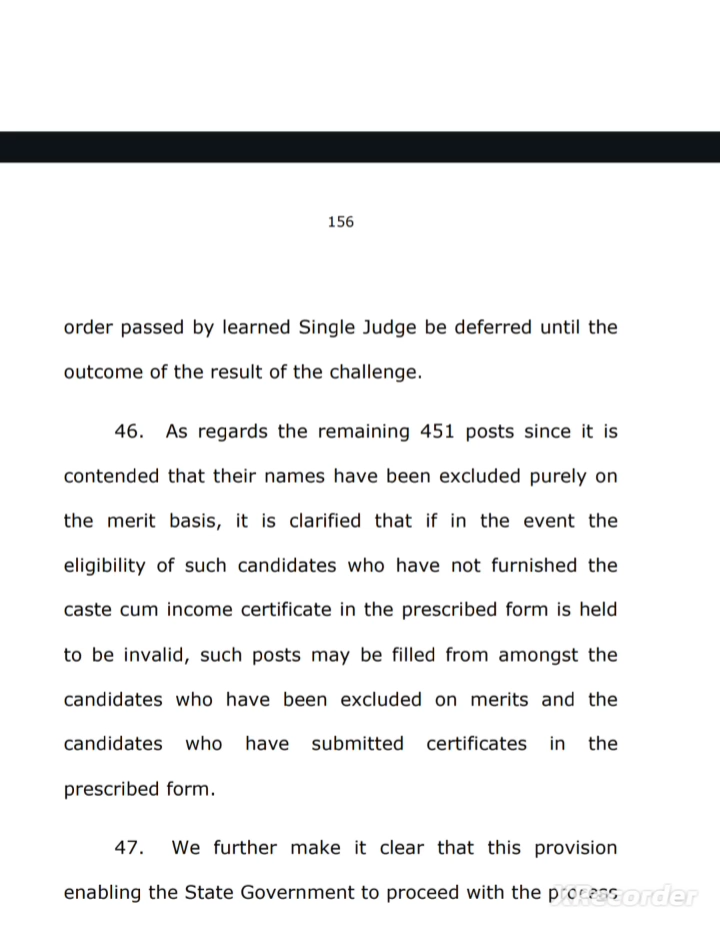 156
order passed by learned Single Judge be deferred until the
outcome of the result of the challenge.
46. As regards the remaining 451 posts since it is
contended that their names have been excluded purely on
the merit basis, it is clarified that if in the event the
eligibility of such candidates who have not furnished the
caste cum income certificate in the prescribed form is held
to be invalid, such posts may be filled from amongst the
candidates who have been excluded on merits and the
candidates who have submitted certificates in the
prescribed form.
47. We further make it clear that this provision
enabling the State Government to proceed with the process
XRecorder